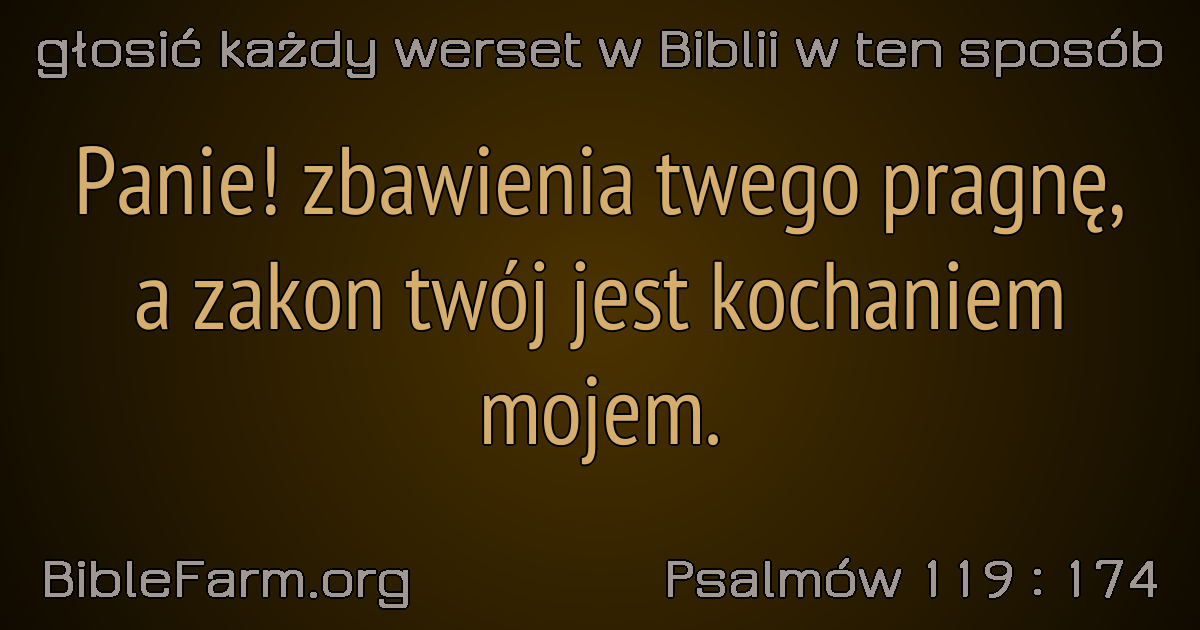 głosić każdy werset w Biblii w ten sposób
Panie! zbawienia twego pragnę,
a zakon twój jest kochaniem
mojem.
BibleFarm.org
Psalmów 119 : 174